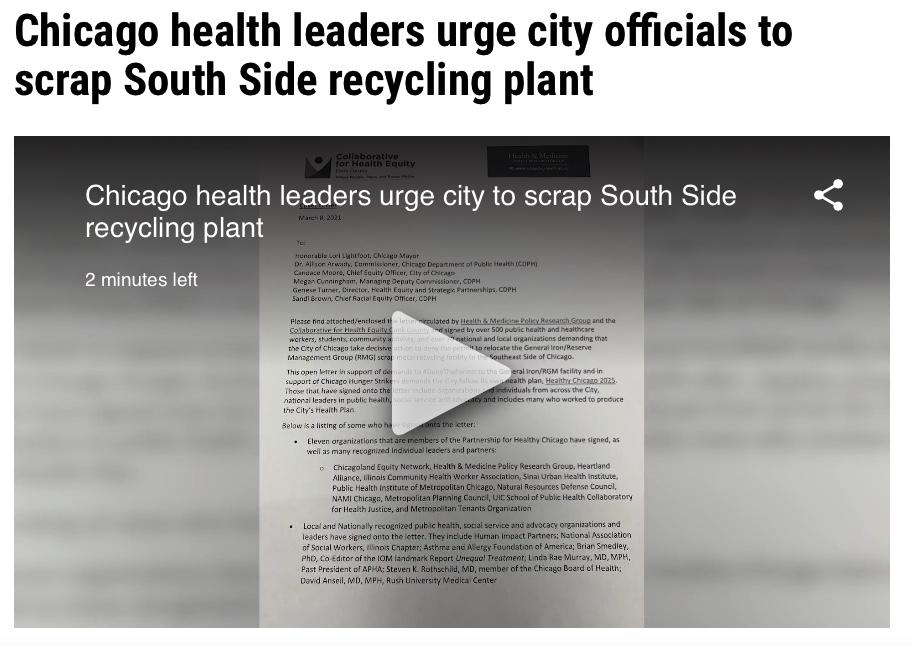 Chicago health leaders urge city officials to
scrap South Side recycling plant
Collaborative
for Health Equity
Cook County
Health & Medicine
Chicago health leaders urge city to scrap South Side
recycling plant
2 minutes left
March 8, 2021
To:
Honorable Lori Lightfoot, Chicago Mayor
Dr. Allison Arwady, Commissioner, Chicago Department of Public Health (CDPH)
Candace Moore, Chief Equity Officer, City of Chicago
Megan Cunningham, Managing Deputy Commissioner, CDPH
Genese Turner, Director, Health Equity and Strategic Partnerships, CDPH
Sandi Brown, Chief Racial Equity Officer, CDPH
Please find attached/enclosed the letter circulated by Health & Medicine Policy Research Group and the
Collaborative for Health Equity Cook County and signed by over 500 public health and healthcare
workers, students, community activists, and over national and local organizations demanding that
the City of Chicago take decisive action to deny the permit to relocate the General Iron/Reserve
Management Group (RMG) scrap metal recycling facility to the Southeast Side of Chicago.
This open letter in support of demands to the General Iron/RGM facility and in
support of Chicago Hunger Strikers demands the City follow its own health plan, Healthy Chicago 2025.
Those that have signed onto the letter include organizations and individuals from across the City,
national leaders in public health, social service and advocacy and includes many who worked to produce
the City's Health Plan.
Below is a listing of some who have signed onto the letter:
• Eleven organizations that are members of the Partnership for Healthy Chicago have signed, as
well as many recognized individual leaders and partners:
o Chicagoland Equity Network, Health & Medicine Policy Research Group, Heartland
Alliance, Illinois Community Health Worker Association, Sinai Urban Health Institute,
Public Health Institute of Metropolitan Chicago, Natural Resources Defense Council,
NAMI Chicago, Metropolitan Planning Council, UIC School of Public Health Collaboratory
for Health Justice, and Metropolitan Tenants Organization
• Local and Nationally recognized public health, social service and advocacy organizations and
leaders have signed onto the letter. They include Human Impact Partners; National Association
of Social Workers, Illinois Chapter; Asthma and Allergy Foundation of America; Brian Smedley,
PhD, Co-Editor of the IOM landmark Report Unequal Treatment; Linda Rae Murray, MD, MPH,
Past President of APHA; Steven K. Rothschild, MD, member of the Chicago Board of Health;
David Ansell, MD, MPH, Rush University Medical Center